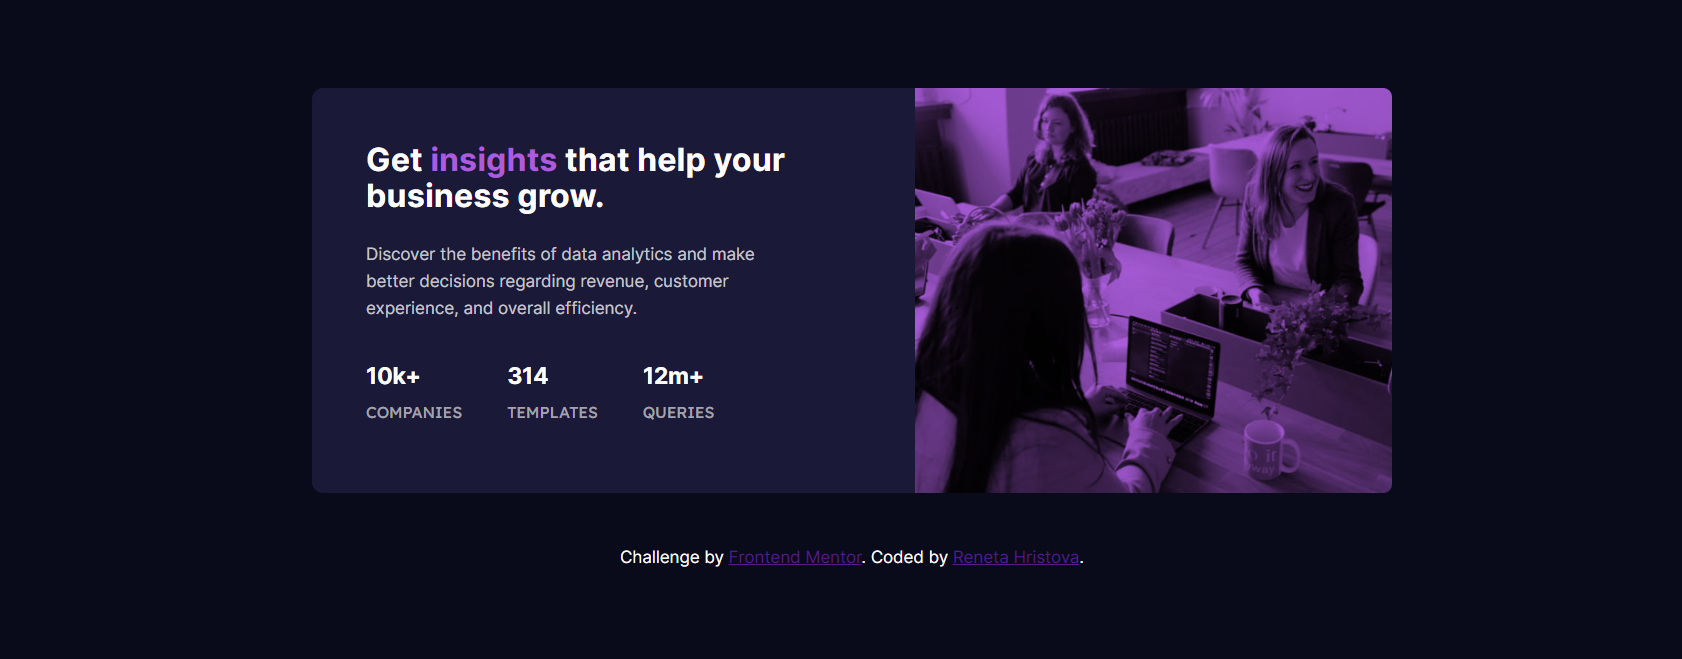 Get insights that help your
business grow.
Discover the benefits of data analytics and make
better decisions regarding revenue, customer
experience, and overall efficiency.
10k+ 314 12m+
COMPANIES TEMPLATES QUERIES
Challenge by Frontend Mentor. Coded by Reneta Hristova.